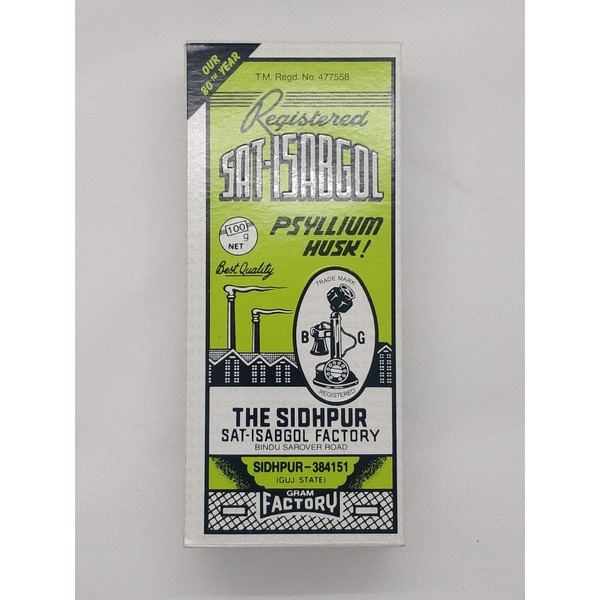 OUR
80TH YEAR
T.M. Regd. No. 477558
Registered
SAT-ISABGOL
PSYLLIUM
HUSK!
100
g
NET
Best Quality
TRADE MARK
B G
REGISTERED
THE SIDHPUR
SAT-ISABGOL FACTORY
BINDU SAROVER ROAD
SIDHPUR-384151
(GUJ. STATE)
GRAM
FACTORY